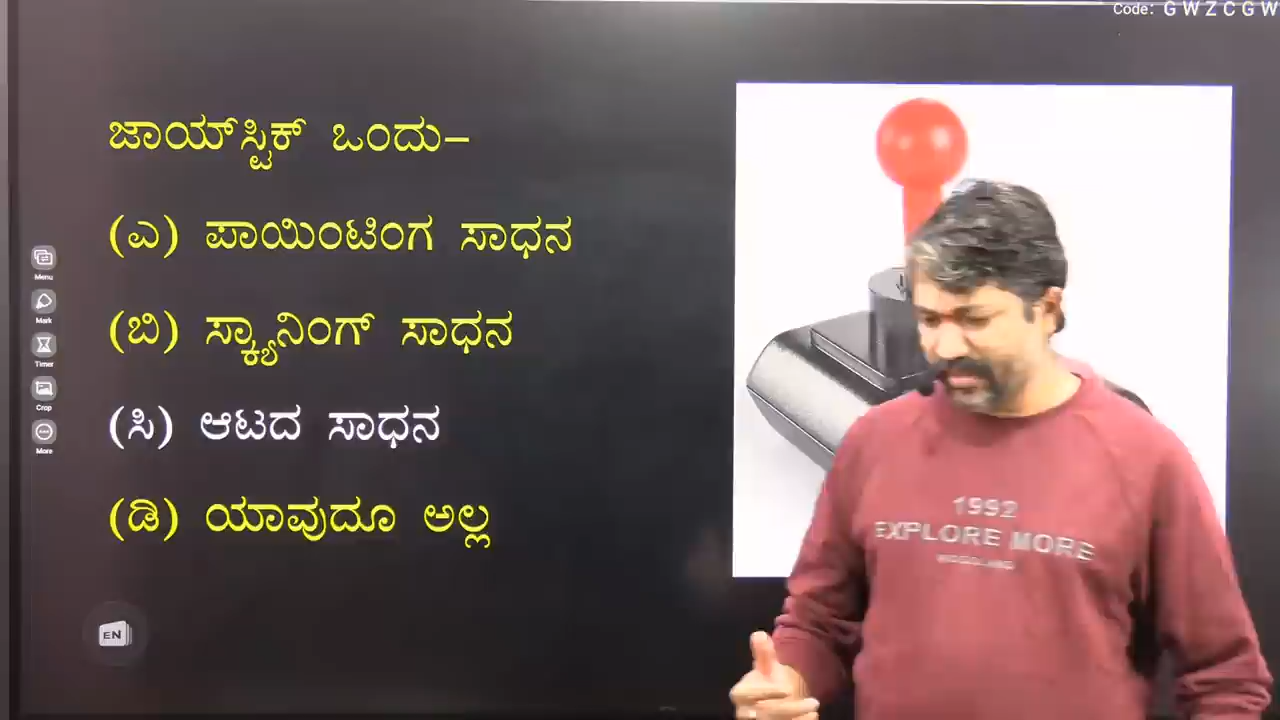 Code: G W Z C G W
ಜಾಯ್‌ಸ್ಟಿಕ್ ಒಂದು–
(ಎ) ಪಾಯಿಂಟಿಂಗ ಸಾಧನ
(ಬಿ) ಸ್ಕ್ಯಾನಿಂಗ್ ಸಾಧನ
(ಸಿ) ಆಟದ ಸಾಧನ
(ಡಿ) ಯಾವುದೂ ಅಲ್ಲ
Menu
Mark
Timer
Crop
More
EN
1992
EXPLORE MORE